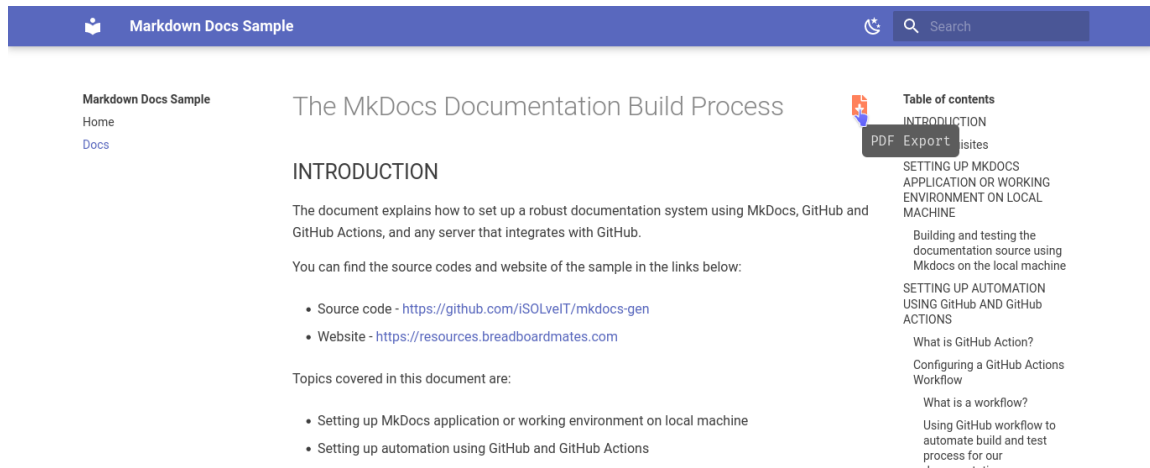 Markdown Docs Sample
Search
Markdown Docs Sample
Home
Docs
The MkDocs Documentation Build Process
PDF Export
INTRODUCTION
The document explains how to set up a robust documentation system using MkDocs, GitHub and
GitHub Actions, and any server that integrates with GitHub.
You can find the source codes and website of the sample in the links below:
• Source code - https://github.com/iSOLveIT/mkdocs-gen
• Website - https://resources.breadboardmates.com
Topics covered in this document are:
• Setting up MkDocs application or working environment on local machine
• Setting up automation using GitHub and GitHub Actions
Table of contents
INTRODUCTION
SETTING UP MKDOCS
APPLICATION OR WORKING
ENVIRONMENT ON LOCAL
MACHINE
Building and testing the
documentation source using
Mkdocs on the local machine
SETTING UP AUTOMATION
USING GitHub AND GitHub
ACTIONS
What is GitHub Action?
Configuring a GitHub Actions
Workflow
What is a workflow?
Using GitHub workflow to
automate build and test
process for our